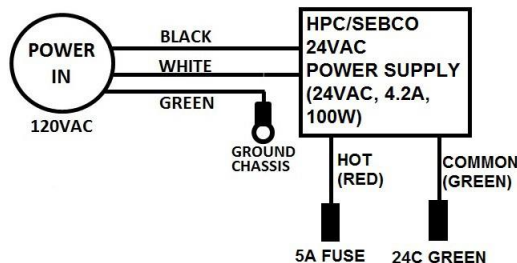 POWER
IN
120VAC
BLACK
WHITE
GREEN
GROUND
CHASSIS
HPC/SEBCO
24VAC
POWER SUPPLY
(24VAC, 4.2A,
100W)
HOT
(RED)
COMMON
(GREEN)
5A FUSE
24C GREEN